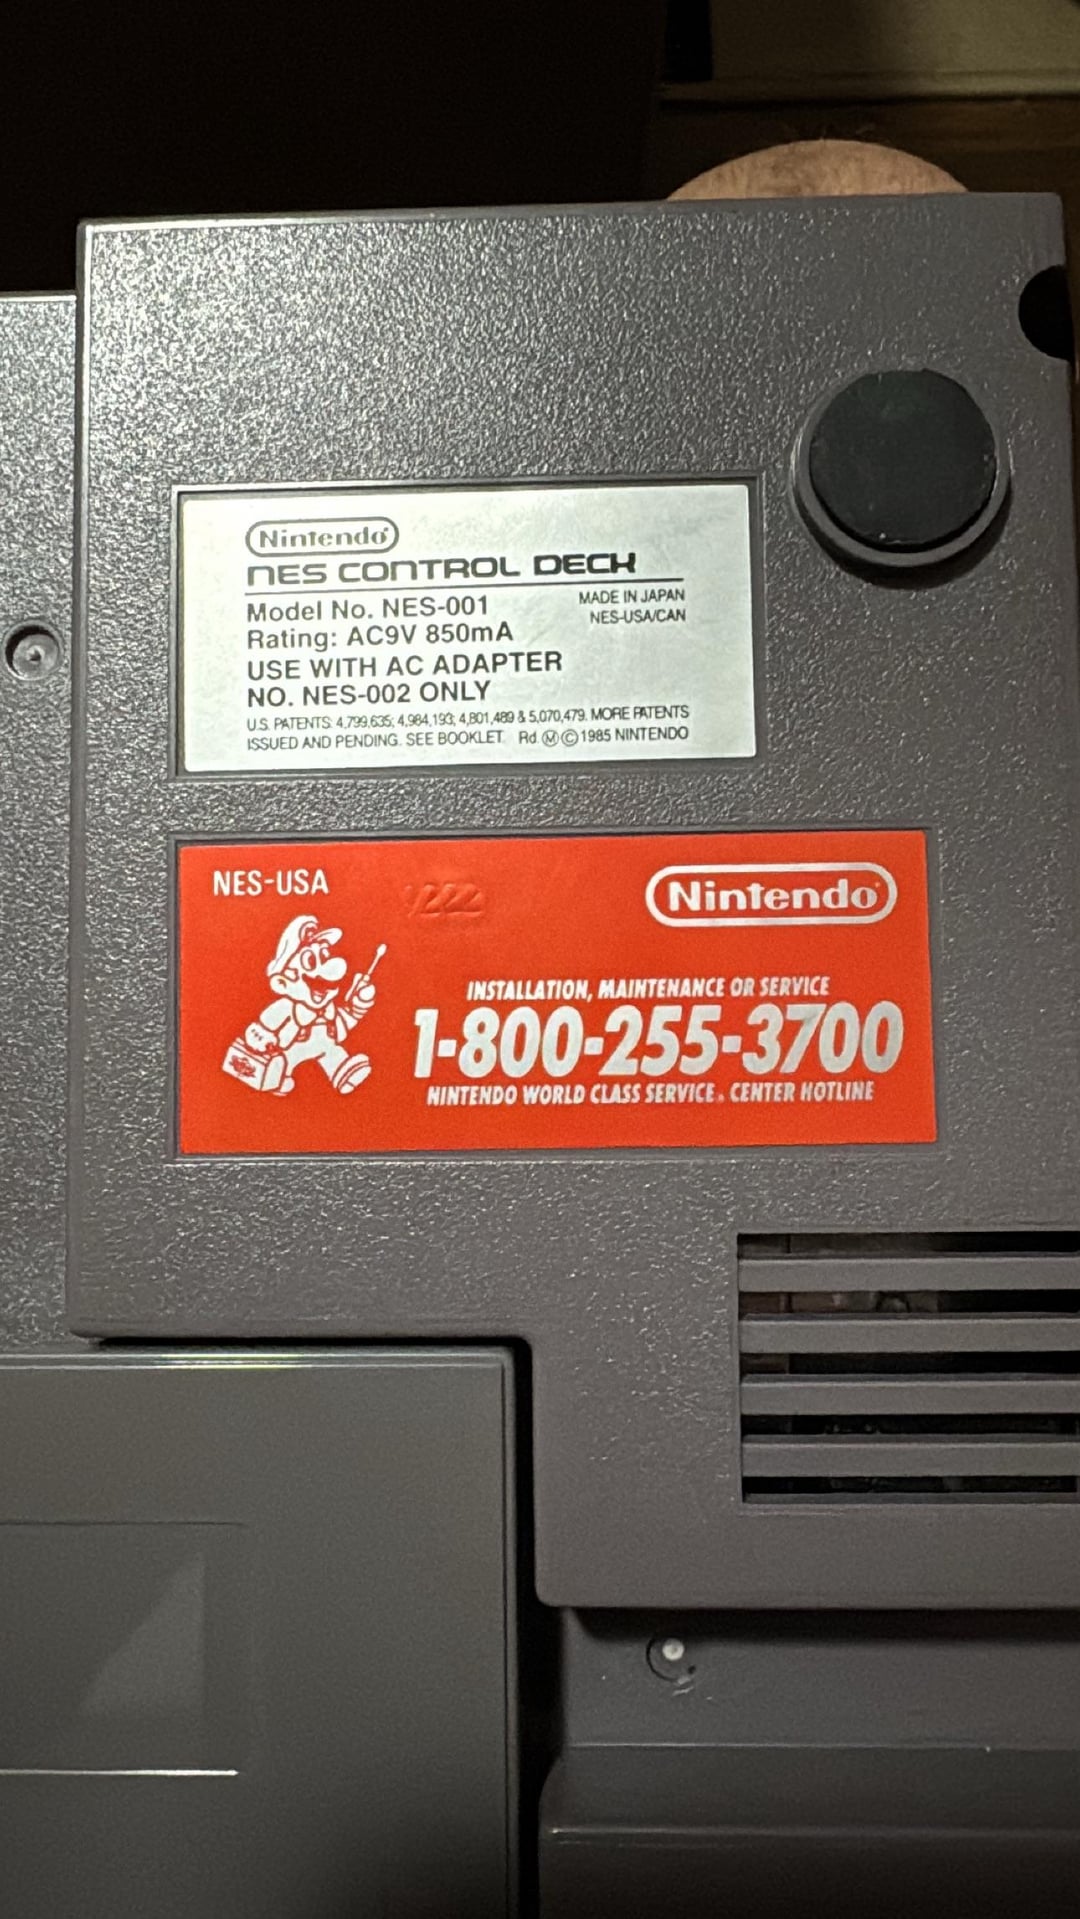 Nintendo®
NES CONTROL DECK
Model No. NES-001
MADE IN JAPAN
Rating: AC9V 850mA
NES-USA/CAN
USE WITH AC ADAPTER
NO. NES-002 ONLY
U.S. PATENTS: 4,799,635; 4,984,193; 4,801,489 & 5,070,479. MORE PATENTS
ISSUED AND PENDING. SEE BOOKLET. Rd. Ⓜ©1985 NINTENDO
NES-USA
Nintendo®
INSTALLATION, MAINTENANCE OR SERVICE
1-800-255-3700
NINTENDO WORLD CLASS SERVICE® CENTER HOTLINE